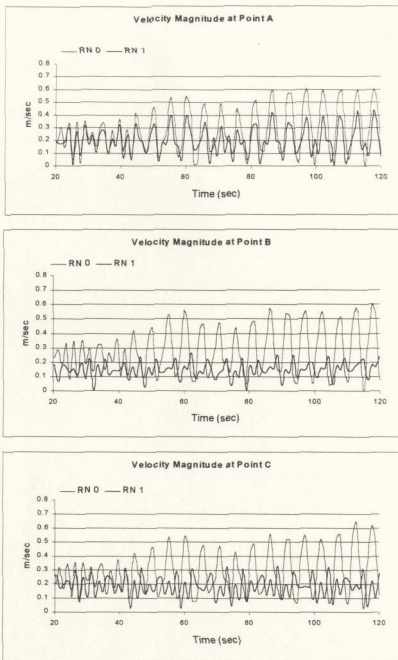 Velocity Magnitude at Point A
RN 0 RN 1
0.8
0.7
0.6
0.5
0.4
0.3
0.2
0.1
0
m/sec
20 40 60 80 100 120
Time (sec)
Velocity Magnitude at Point B
RN 0 RN 1
0.8
0.7
0.6
0.5
0.4
0.3
0.2
0.1
0
m/sec
20 40 60 80 100 120
Time (sec)
Velocity Magnitude at Point C
RN 0 RN 1
0.8
0.7
0.6
0.5
0.4
0.3
0.2
0.1
0
m/sec
20 40 60 80 100 120
Time (sec)